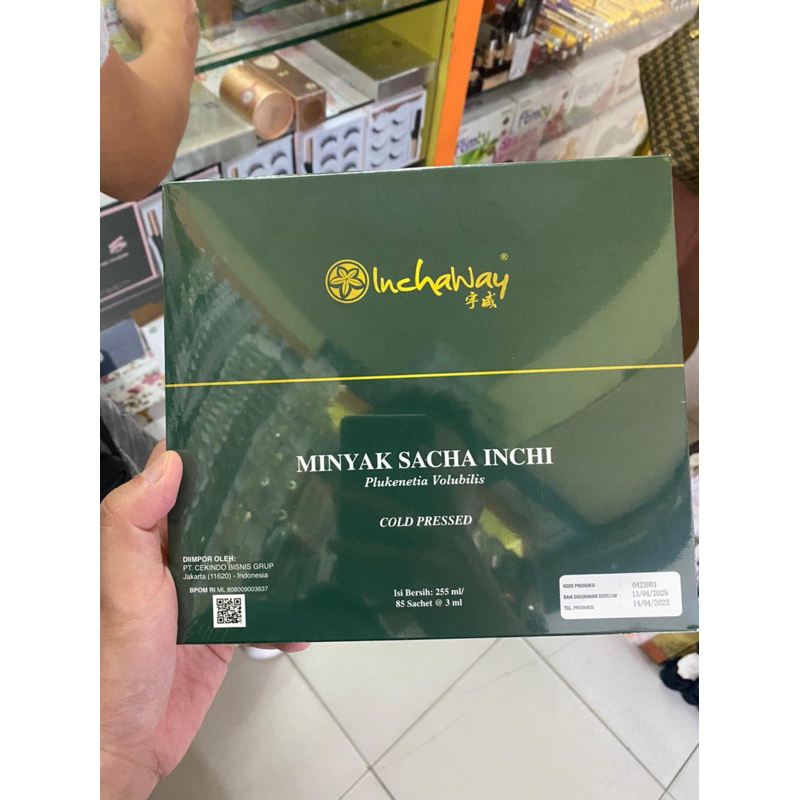 InchaWay®
宇威
MINYAK SACHA INCHI
Plukenetia Volubilis
COLD PRESSED
DIIMPOR OLEH:
PT. CEKINDO BISNIS GRUP
Jakarta (11620) - Indonesia
BPOM RI ML 808009003637
Isi Bersih: 255 ml/
85 Sachet @ 3 ml
KODE PRODUKSI : 0423001
BAIK DIGUNAKAN SEBELUM : 13/04/2025
TGL. PRODUKSI : 14/04/2023